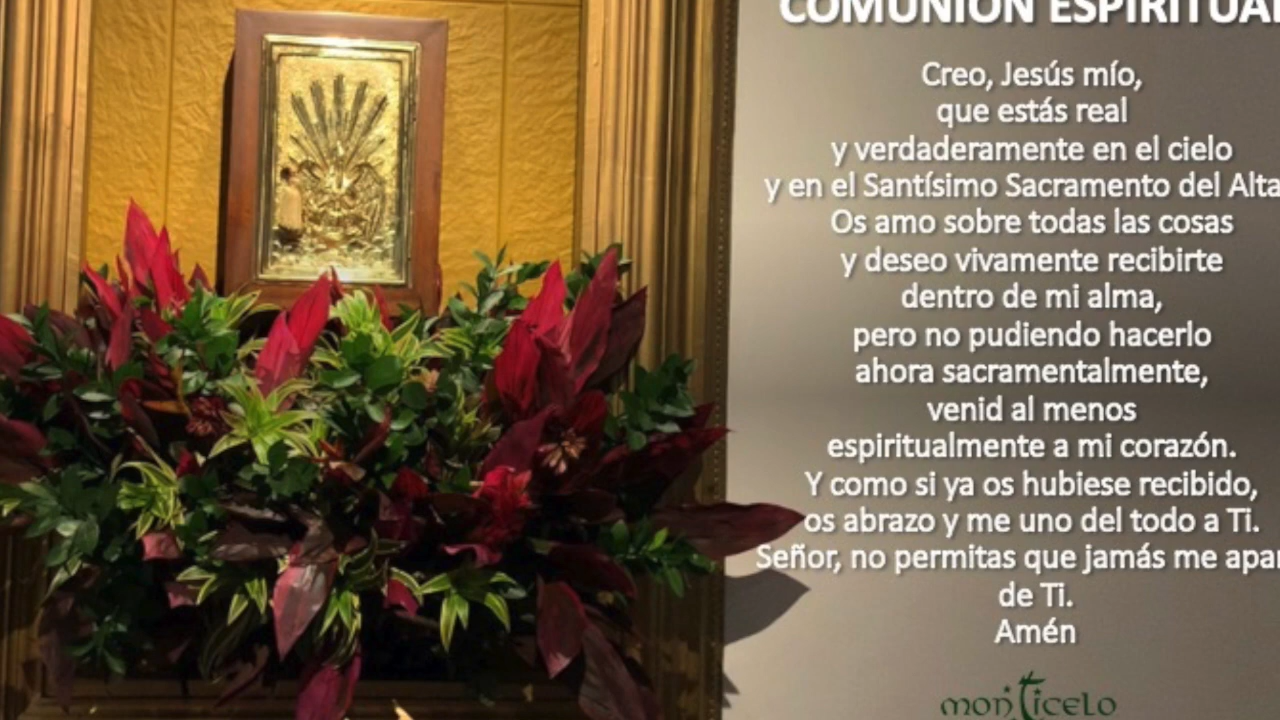 COMUNIÓN ESPIRITUAL
Creo, Jesús mío,
que estás real
y verdaderamente en el cielo
y en el Santísimo Sacramento del Alta
Os amo sobre todas las cosas
y deseo vivamente recibirte
dentro de mi alma,
pero no pudiendo hacerlo
ahora sacramentalmente,
venid al menos
espiritualmente a mi corazón.
Y como si ya os hubiese recibido,
os abrazo y me uno del todo a Ti.
Señor, no permitas que jamás me apar
de Ti.
Amén
monticelo